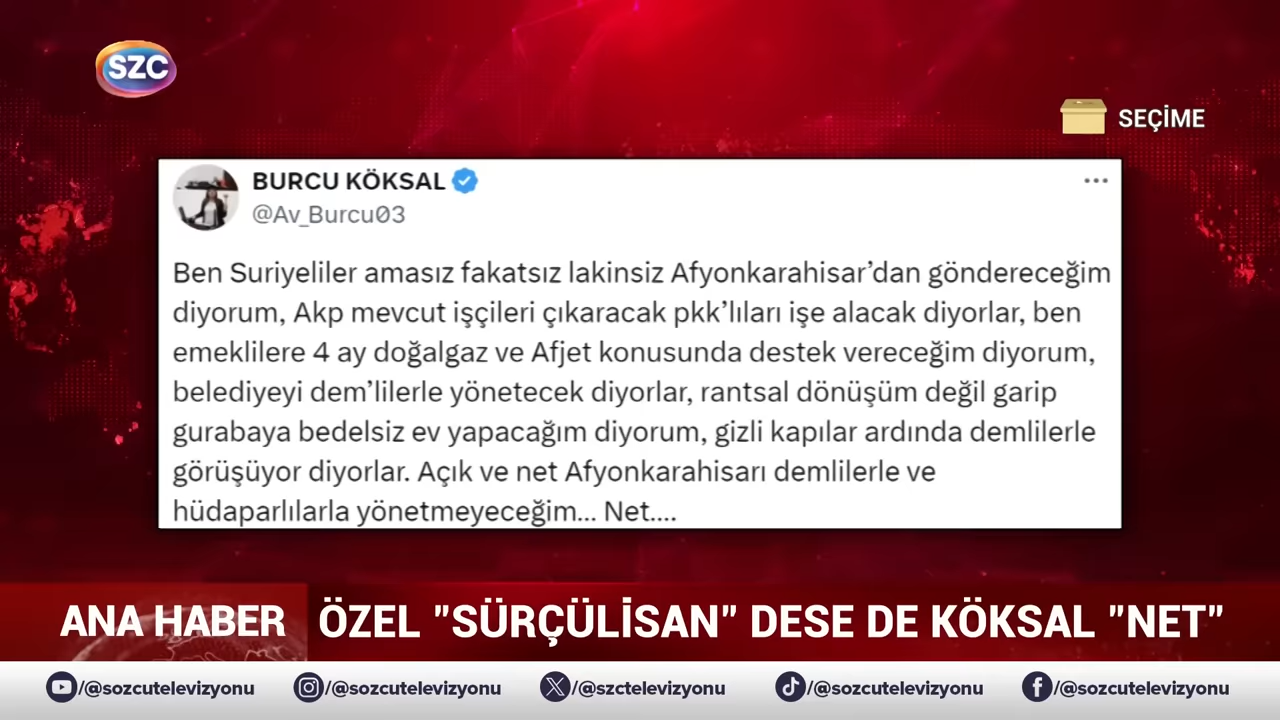 SZC
SEÇİME
BURCU KÖKSAL
@Av_Burcu03
Ben Suriyeliler amasız fakatsız lakinsiz Afyonkarahisar’dan göndereceğim
diyorum, Akp mevcut işçileri çıkaracak pkk’lıları işe alacak diyorlar, ben
emeklilere 4 ay doğalgaz ve Afjet konusunda destek vereceğim diyorum,
belediyeyi dem’lilerle yönetecek diyorlar, rantsal dönüşüm değil garip
gurabaya bedelsiz ev yapacağım diyorum, gizli kapılar ardında demlilerle
görüşüyor diyorlar. Açık ve net Afyonkarahisarı demlilerle ve
hüdaparlılarla yönetmeyeceğim... Net....
ANA HABER
ÖZEL "SÜRÇÜLİSAN" DESE DE KÖKSAL "NET"
/@sozcutelevizyonu
/@sozcutelevizyonu
/@szctelevizyonu
/@sozcutelevizyonu
/@sozcutelevizyonu